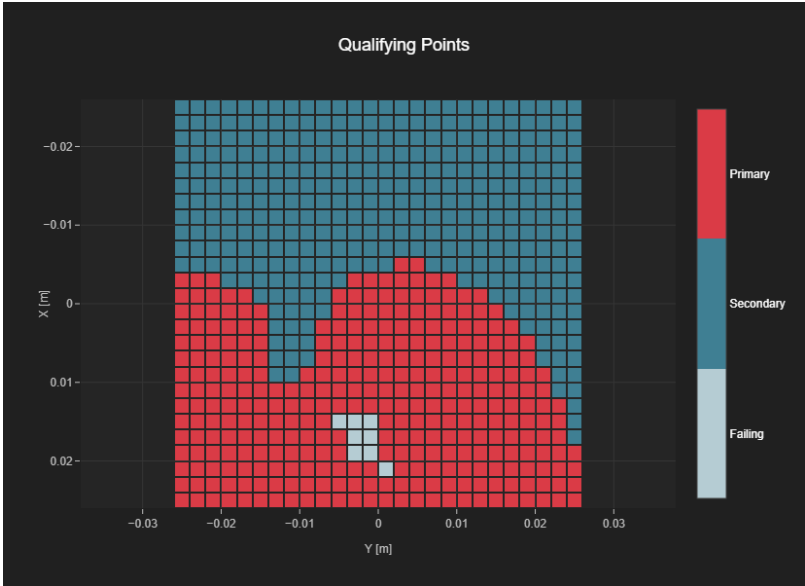 Qualifying Points
−0.02
−0.01
0
0.01
0.02
X [m]
−0.03
−0.02
−0.01
0
0.01
0.02
0.03
Y [m]
Primary
Secondary
Failing